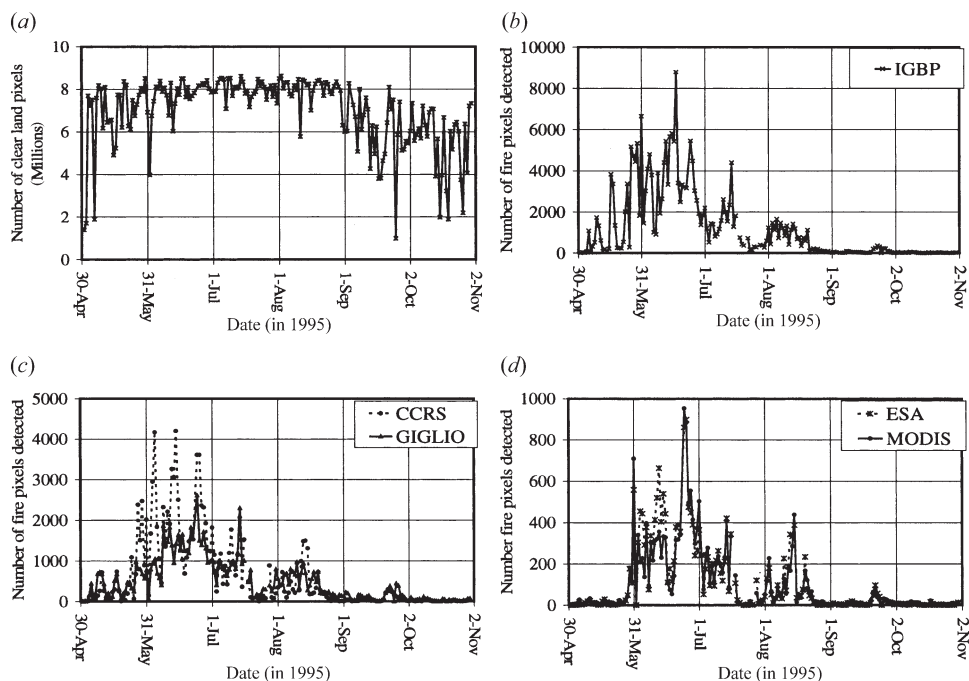 (a)
10
8
6
4
2
0
Number of clear land pixels
(Millions)
30-Apr
31-May
1-Jul
1-Aug
1-Sep
2-Oct
2-Nov
Date (in 1995)
(b)
10000
8000
6000
4000
2000
0
Number of fire pixels detected
IGBP
30-Apr
31-May
1-Jul
1-Aug
1-Sep
2-Oct
2-Nov
Date (in 1995)
(c)
5000
4000
3000
2000
1000
0
Number of fire pixels detected
CCRS
GIGLIO
30-Apr
31-May
1-Jul
1-Aug
1-Sep
2-Oct
2-Nov
Date (in 1995)
(d)
1000
800
600
400
200
0
Number fire pixels detected
ESA
MODIS
30-Apr
31-May
1-Jul
1-Aug
1-Sep
2-Oct
2-Nov
Date (in 1995)